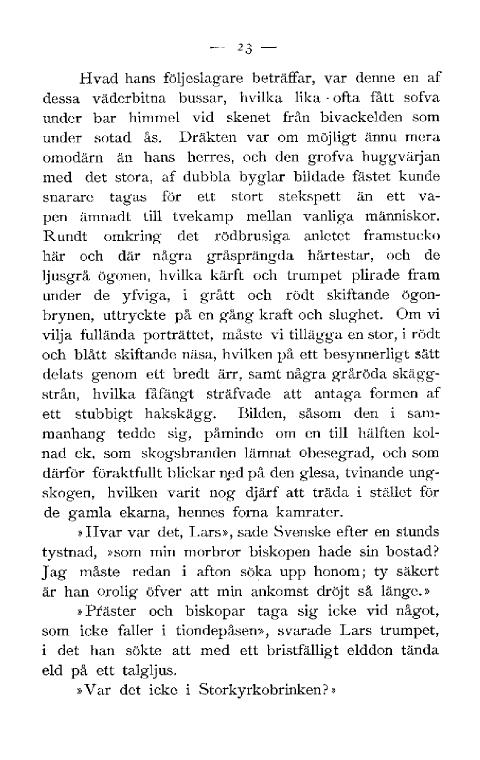 — 23 —
Hvad hans följeslagare beträffar, var denne en af
dessa väderbitna bussar, hvilka lika ofta fått sofva
under bar himmel vid skenet från bivackelden som
under sotad ås. Dräkten var om möjligt ännu mera
omodärn än hans herres, och den grofva huggvärjan
med det stora, af dubbla byglar bildade fästet kunde
snarare tagas för ett stort stekspett än ett va-
pen ämnadt till tvekamp mellan vanliga människor.
Rundt omkring det rödbrusiga anletet framstucko
här och där några gråsprängda hårtestar, och de
ljusgrå ögonen, hvilka kärft och trumpet plirade fram
under de yfviga, i grått och rödt skiftande ögon-
brynen, uttryckte på en gång kraft och slughet. Om vi
vilja fullända porträttet, måste vi tillägga en stor, i rödt
och blått skiftande näsa, hvilken på ett besynnerligt sätt
delats genom ett bredt ärr, samt några gråröda skägg-
strån, hvilka fåfängt sträfvade att antaga formen af
ett stubbigt hakskägg. Bilden, såsom den i sam-
manhang tedde sig, påminde om en till hälften kol-
nad ek, som skogsbranden lämnat obesegrad, och som
därför föraktfullt blickar ned på den glesa, tvinande ung-
skogen, hvilken varit nog djärf att träda i stället för
de gamla ekarna, hennes forna kamrater.
»Hvar var det, Lars», sade Svenske efter en stunds
tystnad, »som min morbror biskopen hade sin bostad?
Jag måste redan i afton söka upp honom; ty säkert
är han orolig öfver att min ankomst dröjt så länge.»
»Präster och biskopar taga sig icke vid något,
som icke faller i tiondepåsen», svarade Lars trumpet,
i det han sökte att med ett bristfälligt elddon tända
eld på ett talgljus.
»Var det icke i Storkyrkobrinken?»